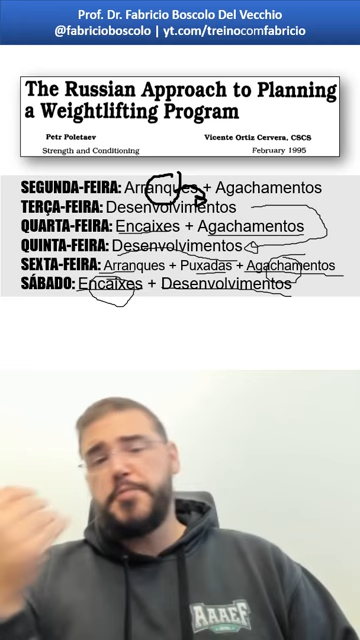 Prof. Dr. Fabricio Boscolo Del Vecchio
@fabricioboscolo | yt.com/treinocomfabricio
The Russian Approach to Planning
a Weightlifting Program
Petr Poletaev Vicente Ortiz Cervera, CSCS
Strength and Conditioning February 1995
SEGUNDA-FEIRA: Arranques + Agachamentos
TERÇA-FEIRA: Desenvolvimentos
QUARTA-FEIRA: Encaixes + Agachamentos
QUINTA-FEIRA: Desenvolvimentos
SEXTA-FEIRA: Arranques + Puxadas + Agachamentos
SÁBADO: Encaixes + Desenvolvimentos
AAAEF